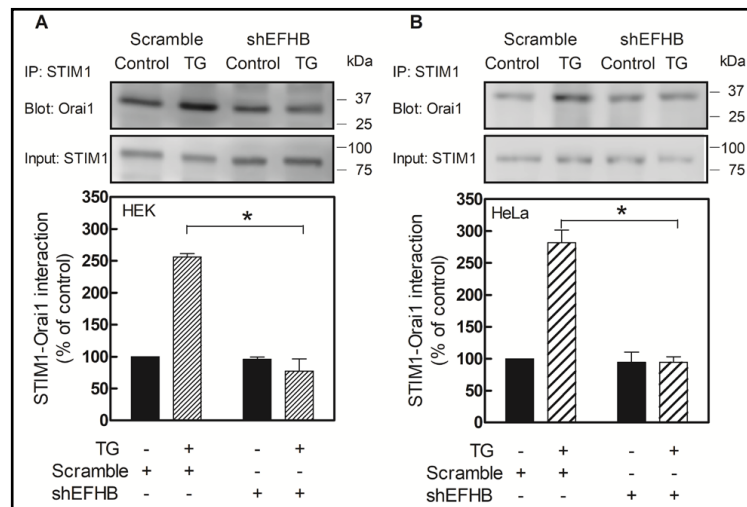 A
Scramble shEFHB
Control TG Control TG kDa
IP: STIM1
Blot: Orai1
37
25
Input: STIM1
100
75
HEK
*
350
300
250
200
150
100
50
0
STIM1-Orai1 interaction
(% of control)
TG - + - +
Scramble + + - -
shEFHB - - + +
B
Scramble shEFHB
Control TG Control TG kDa
IP: STIM1
Blot: Orai1
37
25
Input: STIM1
100
75
HeLa
*
350
300
250
200
150
100
50
0
STIM1-Orai1 interaction
(% of control)
TG - + - +
Scramble + + - -
shEFHB - - + +